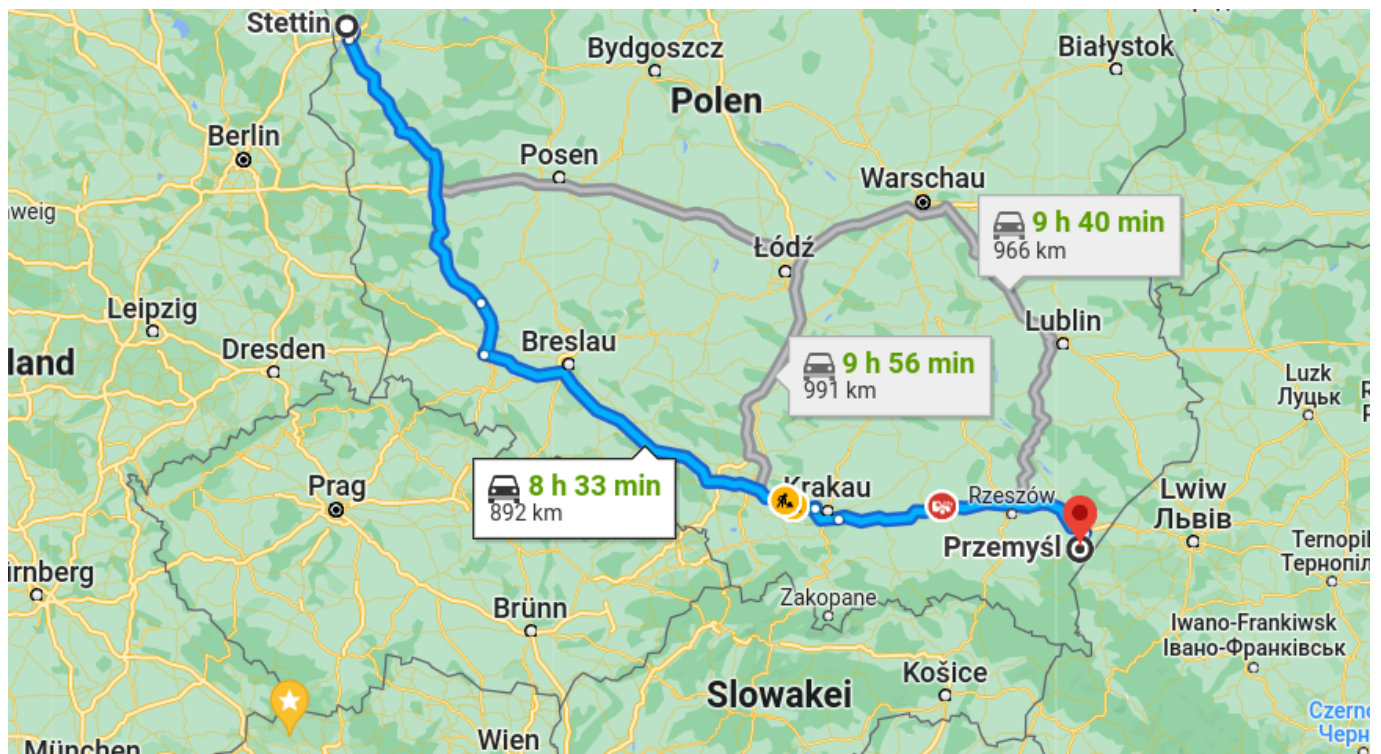 Stettin
Bydgoszcz
Białystok
Polen
Berlin
Posen
Warschau
9 h 40 min
966 km
Łódź
Leipzig
Lublin
Dresden
Breslau
9 h 56 min
991 km
Luzk
Луцьк
land
8 h 33 min
892 km
Prag
Krakau
Rzeszów
Lwiw
Львів
Przemyśl
Ternopil
Тернопіл
Zakopane
Brünn
Iwano-Frankiwsk
Івано-Франківськ
Slowakei
Košice
Wien
München